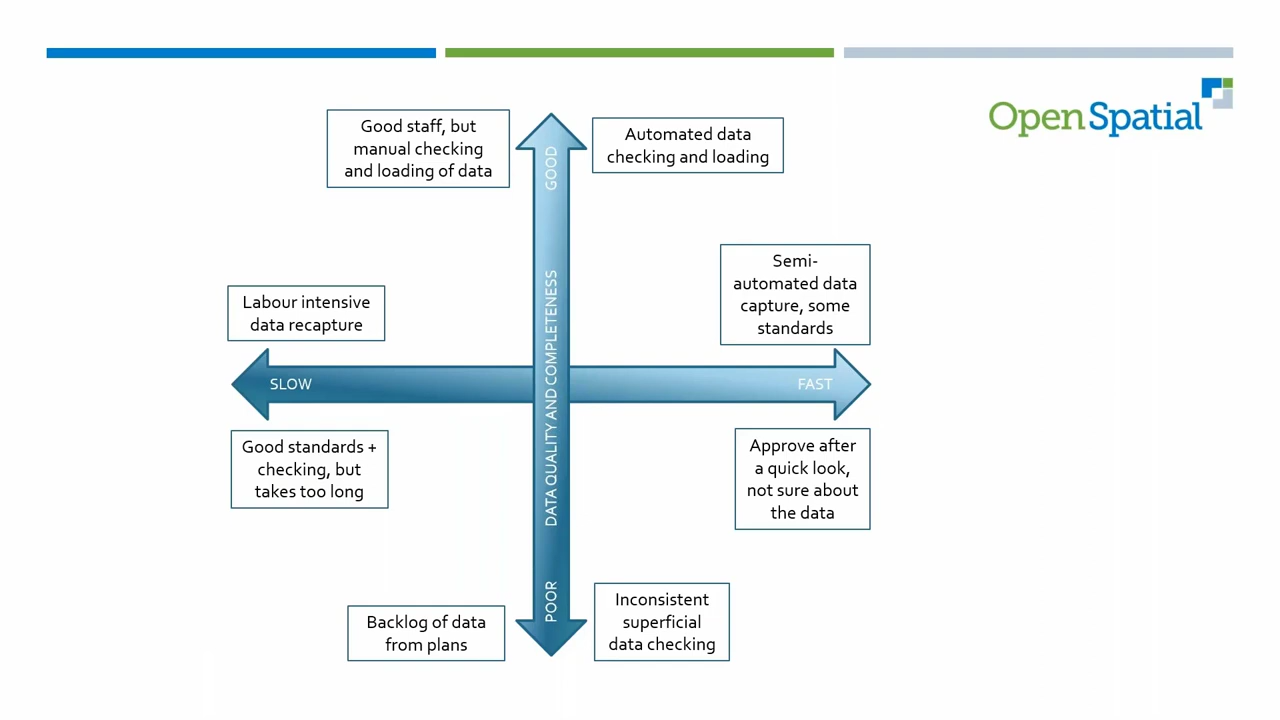 Open Spatial
Good staff, but
manual checking
and loading of data
Automated data
checking and loading
GOOD
Semi-
automated data
capture, some
standards
Labour intensive
data recapture
DATA QUALITY AND COMPLETENESS
SLOW
FAST
Good standards +
checking, but
takes too long
Approve after
a quick look,
not sure about
the data
POOR
Backlog of data
from plans
Inconsistent
superficial
data checking